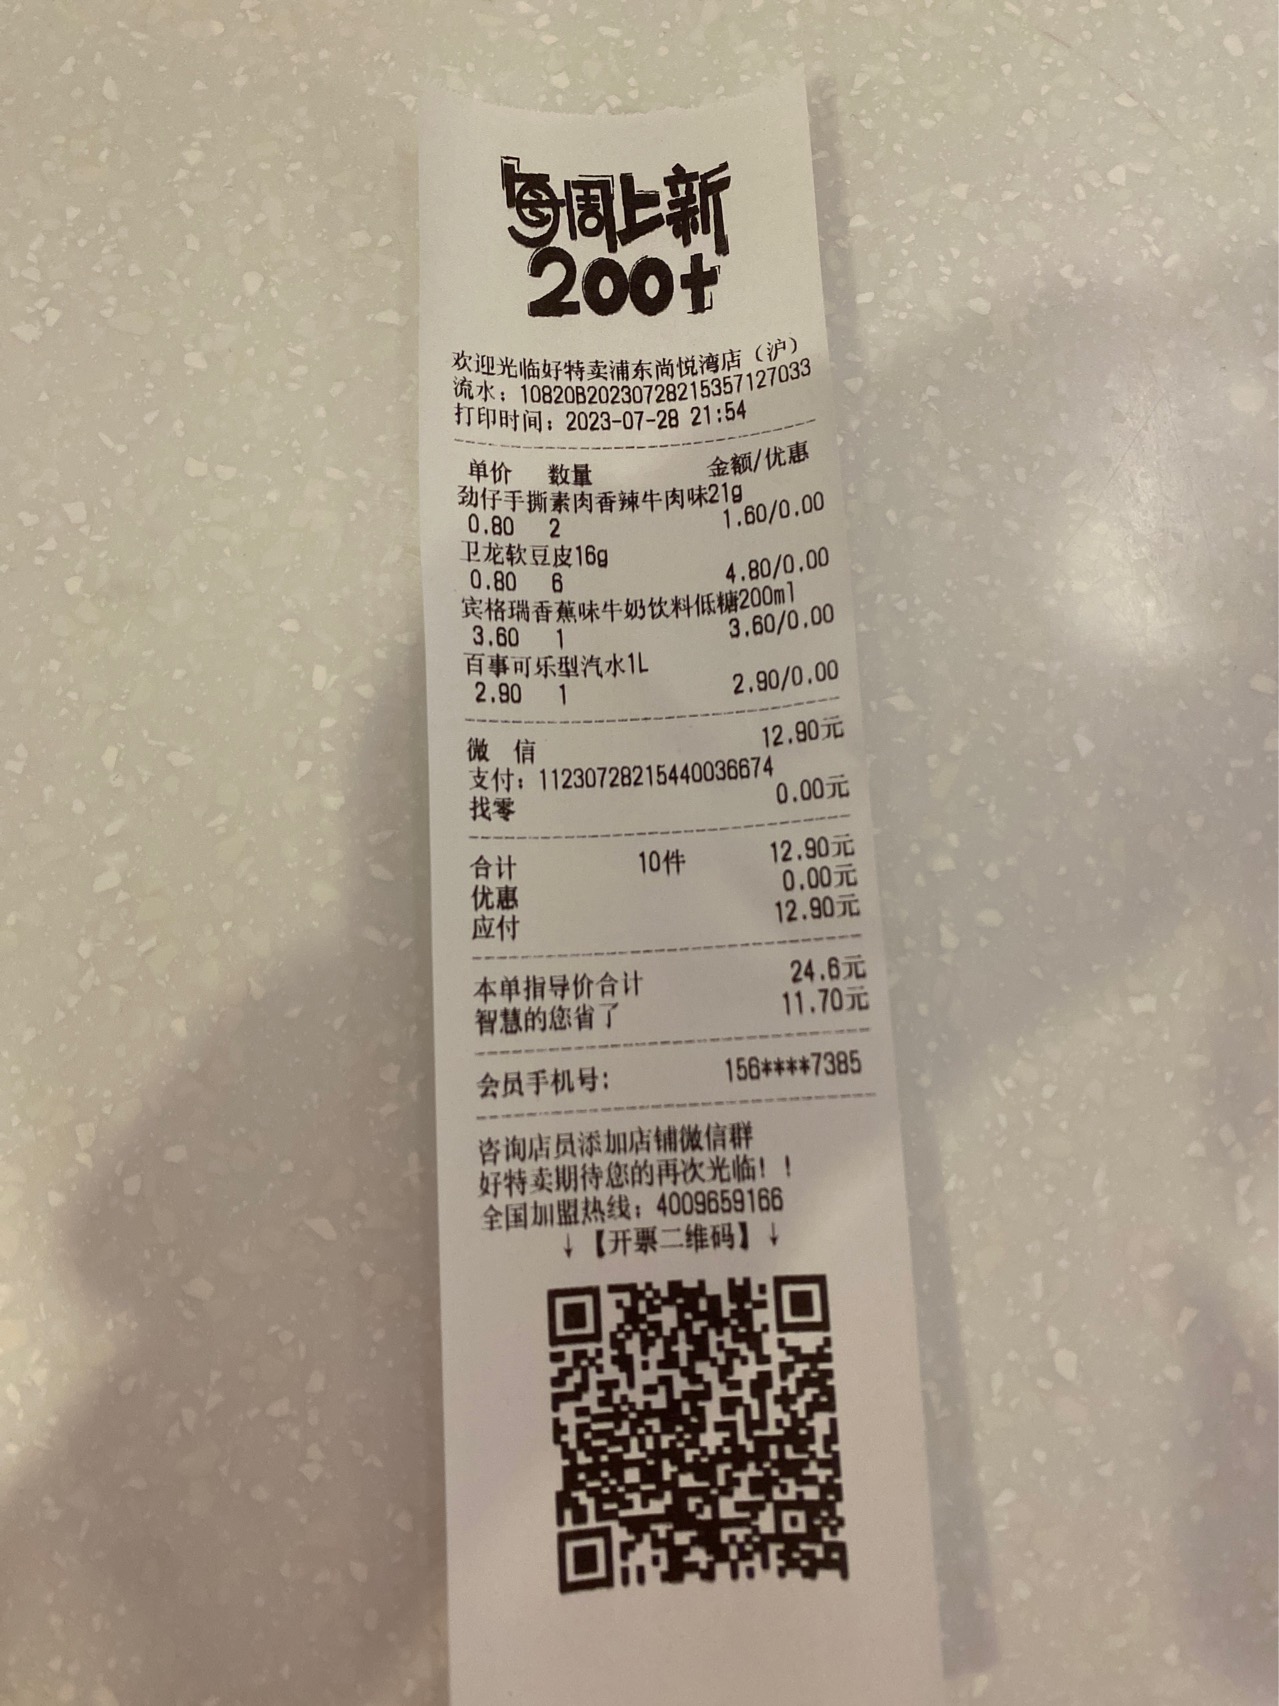 每周上新
200+
欢迎光临好特卖浦东尚悦湾店（沪）
流水：10820B20230728215357127033
打印时间：2023-07-28 21:54
单价 数量 金额/优惠
劲仔手撕素肉香辣牛肉味21g
0.80 2 1.60/0.00
卫龙软豆皮16g
0.80 6 4.80/0.00
宾格瑞香蕉味牛奶饮料低糖200ml
3.60 1 3.60/0.00
百事可乐型汽水1L
2.90 1 2.90/0.00
微 信 12.90元
支付：11230728215440036674
找零 0.00元
合计 10件 12.90元
优惠 0.00元
应付 12.90元
本单指导价合计 24.6元
智慧的您省了 11.70元
会员手机号： 156****7385
咨询店员添加店铺微信群
好特卖期待您的再次光临！！
全国加盟热线：4009659166
↓【开票二维码】↓